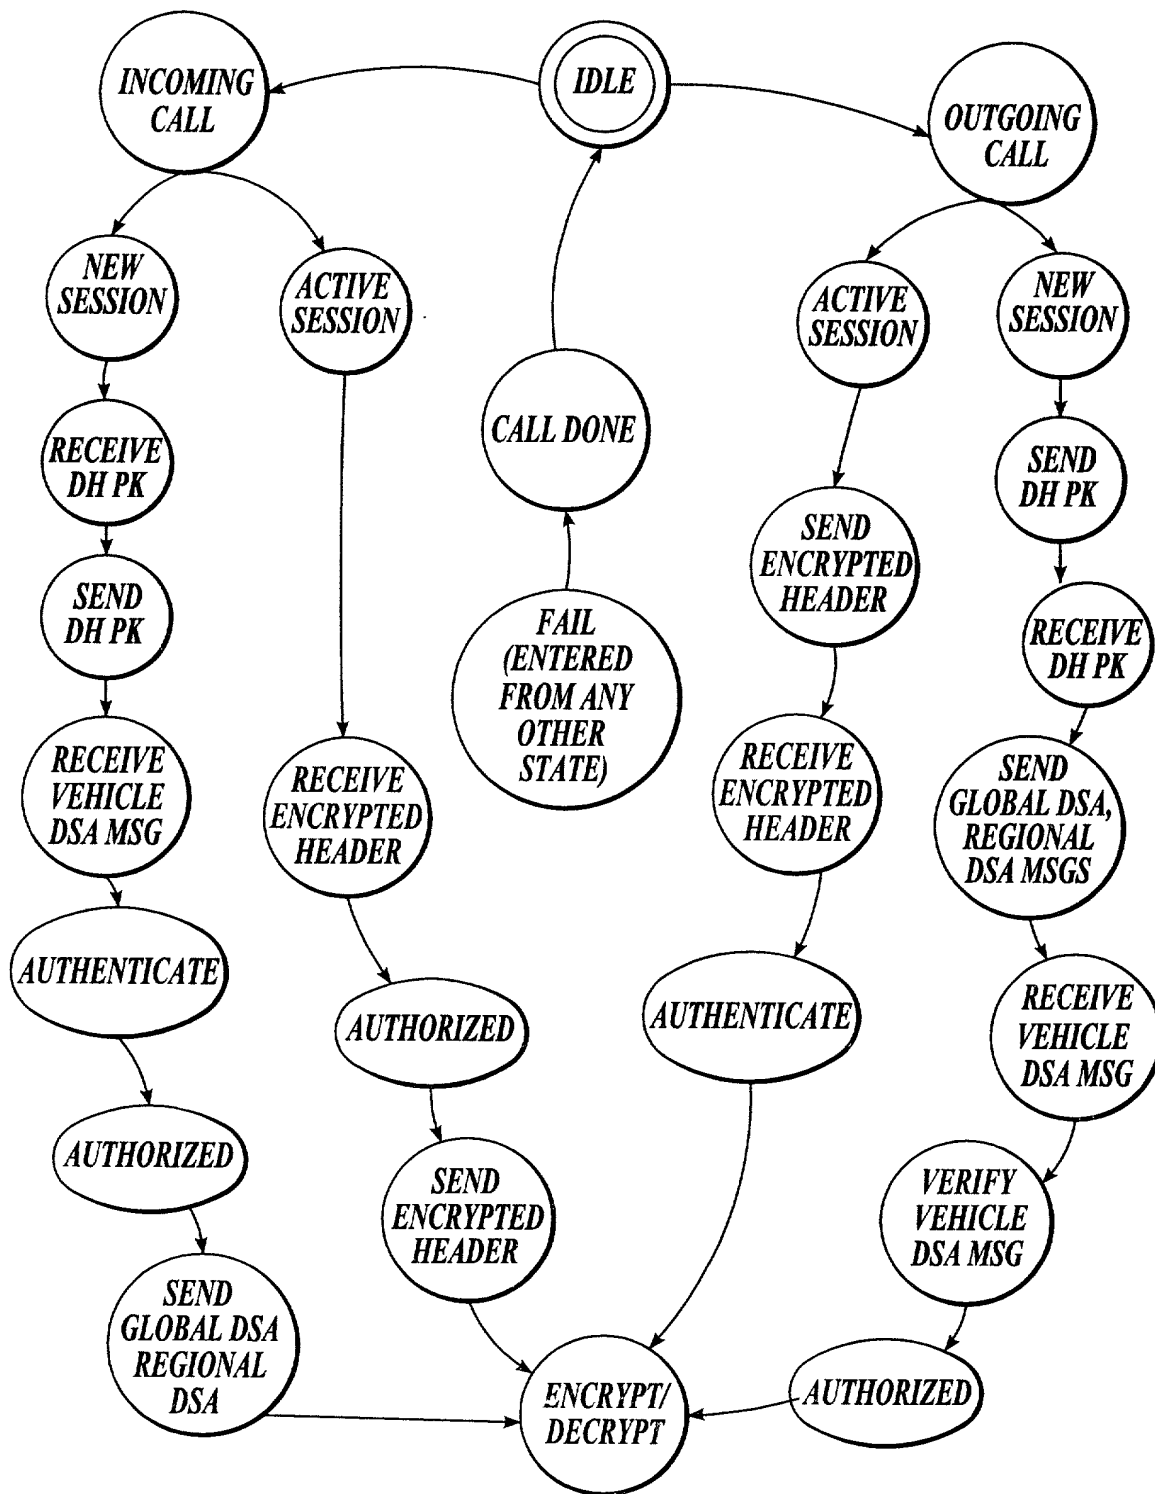 IDLE
INCOMING
CALL
OUTGOING
CALL
NEW
SESSION
ACTIVE
SESSION
ACTIVE
SESSION
NEW
SESSION
CALL DONE
RECEIVE
DH PK
SEND
DH PK
SEND
ENCRYPTED
HEADER
SEND
DH PK
FAIL
(ENTERED
FROM ANY
OTHER
STATE)
RECEIVE
DH PK
RECEIVE
VEHICLE
DSA MSG
RECEIVE
ENCRYPTED
HEADER
RECEIVE
ENCRYPTED
HEADER
SEND
GLOBAL DSA,
REGIONAL
DSA MSGS
AUTHENTICATE
AUTHORIZED
AUTHENTICATE
RECEIVE
VEHICLE
DSA MSG
AUTHORIZED
SEND
ENCRYPTED
HEADER
VERIFY
VEHICLE
DSA MSG
SEND
GLOBAL DSA
REGIONAL
DSA
ENCRYPT/
DECRYPT
AUTHORIZED